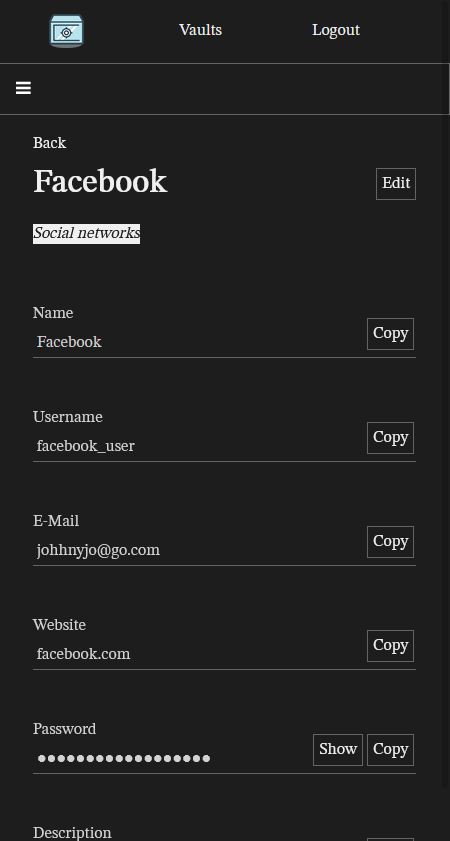 Vaults Logout
Back
Facebook
Edit
Social networks
Name
Facebook
Copy
Username
facebook_user
Copy
E-Mail
johhnyjo@go.com
Copy
Website
facebook.com
Copy
Password
●●●●●●●●●●●●●●●●●●
Show Copy
Description